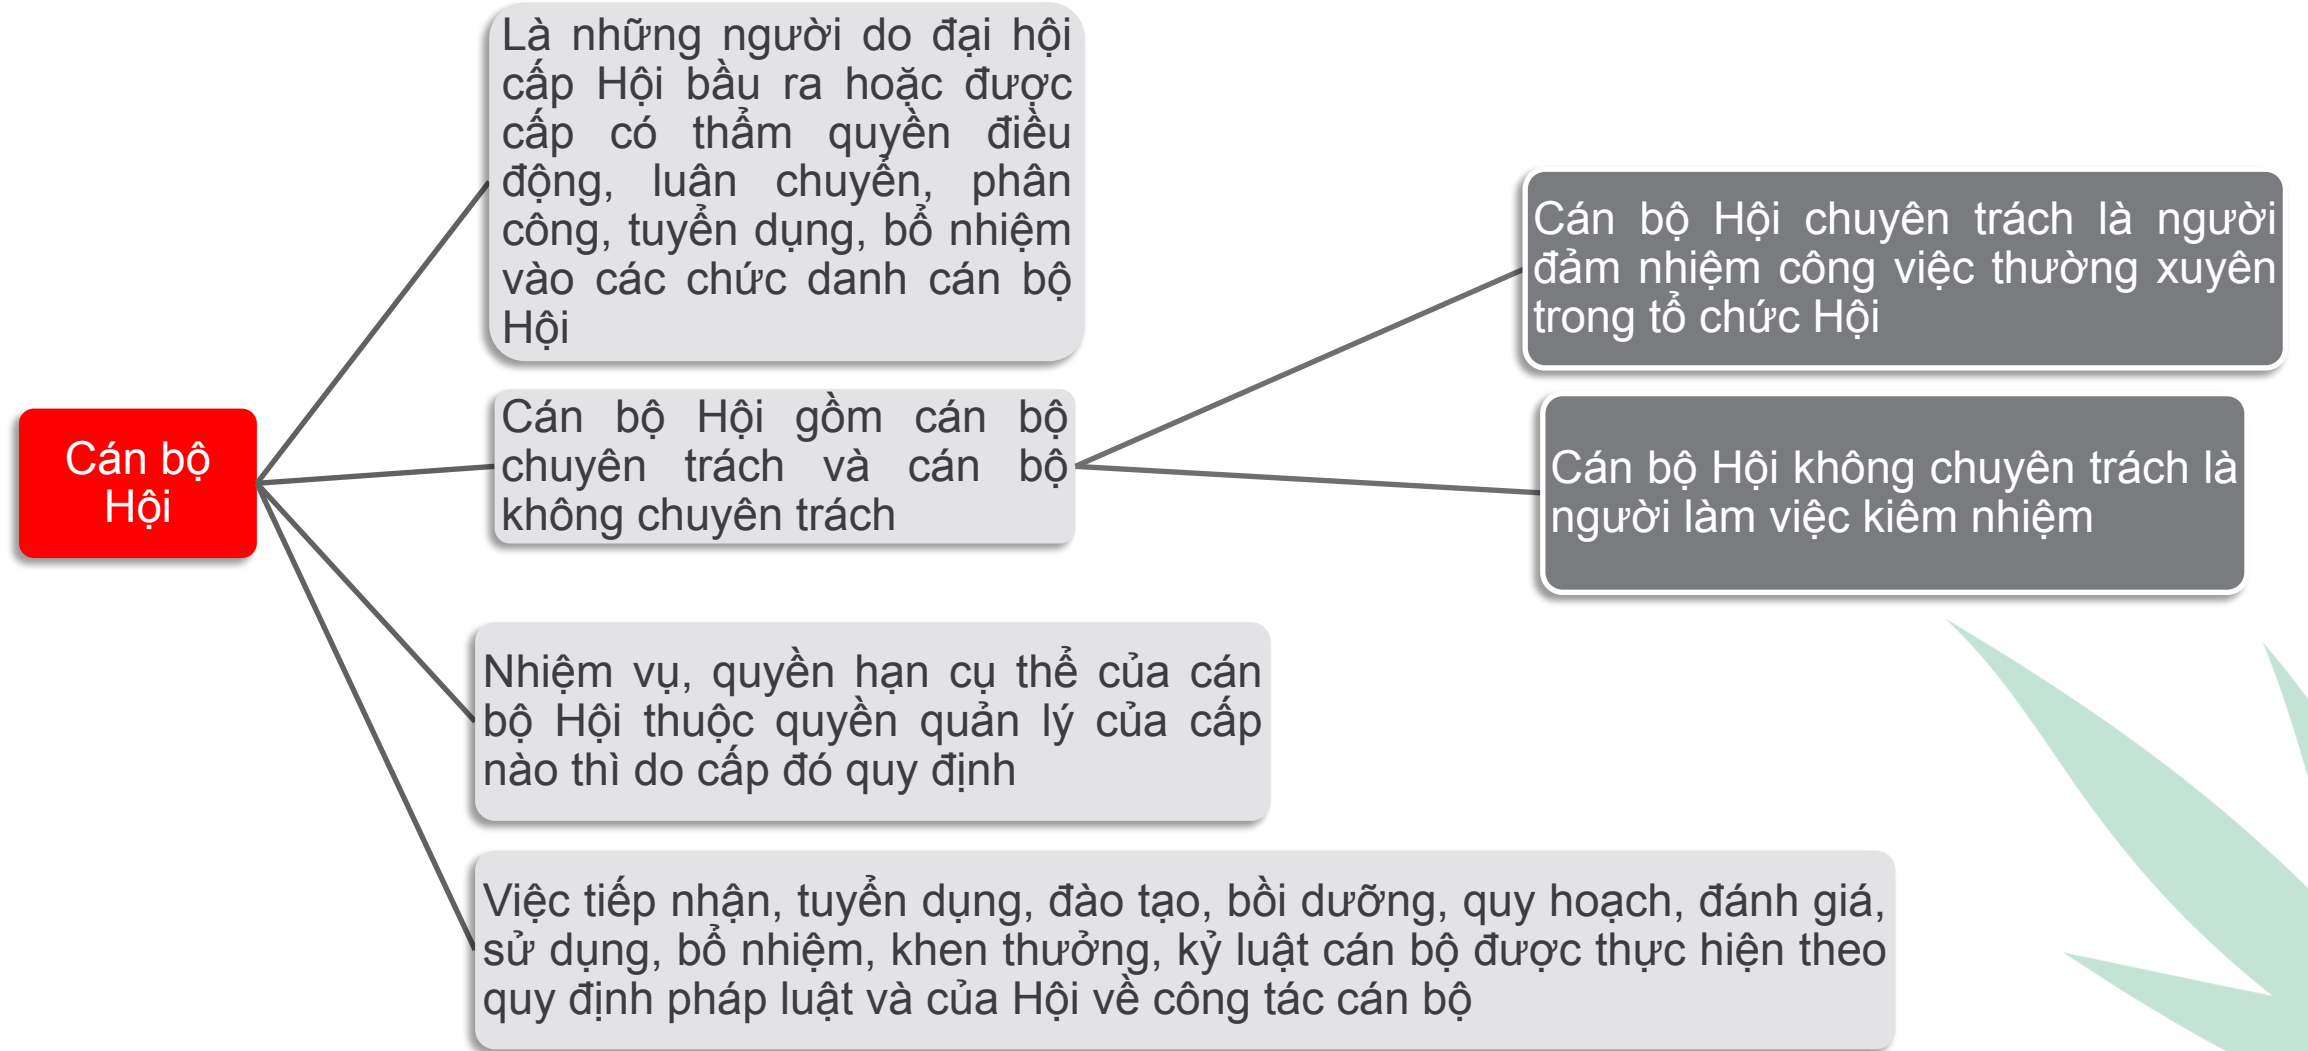 Là những người do đại hội
cấp Hội bầu ra hoặc được
cấp có thẩm quyền điều
động, luân chuyển, phân
công, tuyển dụng, bổ nhiệm
vào các chức danh cán bộ
Hội
Cán bộ Hội chuyên trách là người
đảm nhiệm công việc thường xuyên
trong tổ chức Hội
Cán bộ
Hội
Cán bộ Hội gồm cán bộ
chuyên trách và cán bộ
không chuyên trách
Cán bộ Hội không chuyên trách là
người làm việc kiêm nhiệm
Nhiệm vụ, quyền hạn cụ thể của cán
bộ Hội thuộc quyền quản lý của cấp
nào thì do cấp đó quy định
Việc tiếp nhận, tuyển dụng, đào tạo, bồi dưỡng, quy hoạch, đánh giá,
sử dụng, bổ nhiệm, khen thưởng, kỷ luật cán bộ được thực hiện theo
quy định pháp luật và của Hội về công tác cán bộ